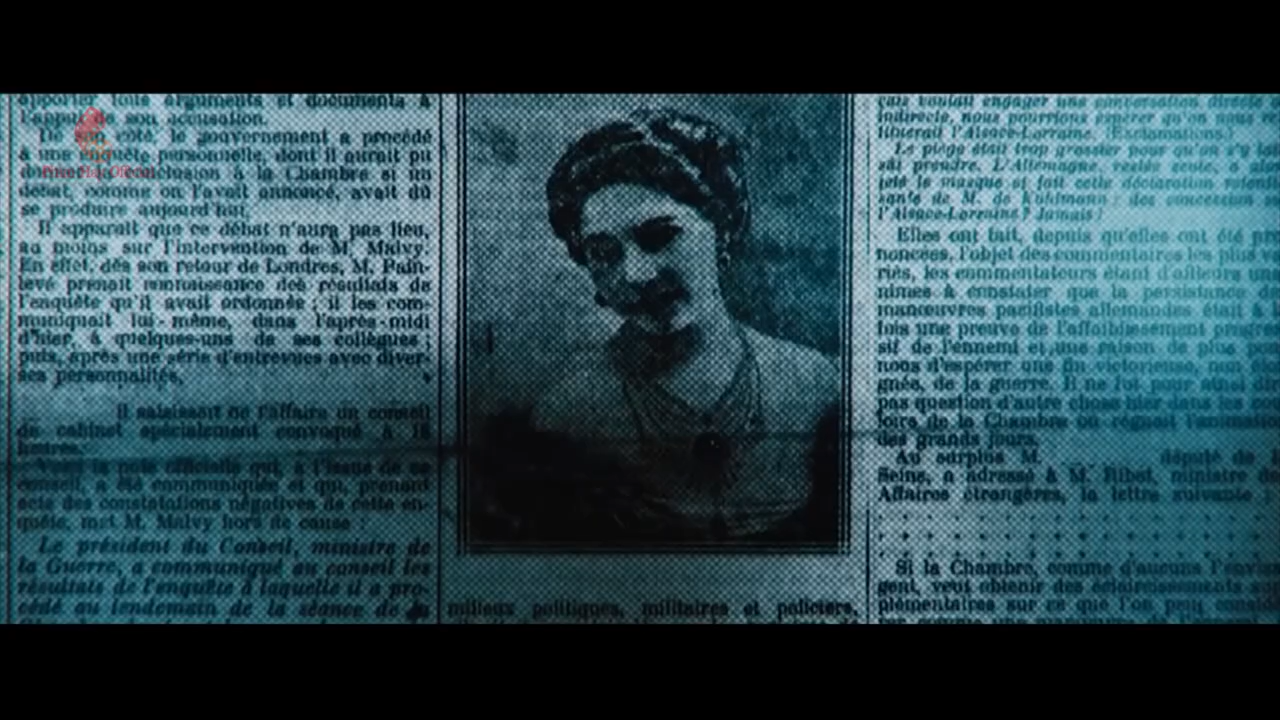 apporter tous arguments et documents à
l'appui de son accusation.
De son côté, le gouvernement a procédé
à une enquête personnelle, dont il aurait pu
conclusion à la Chambre si un
débat, comme on l'avait annoncé, avait dû
se produire aujourd'hui.
Il apparaît que ce débat n'aura pas lieu,
au moins sur l'intervention de M. Malvy.
En effet, dès son retour de Londres, M. Pain-
levé prenait connaissance des résultats de
l'enquête qu'il avait ordonnée ; il les com-
muniquait lui-même, dans l'après-midi
d'hier, à quelques-uns de ses collègues ;
puis, après une série d'entrevues avec diver-
ses personnalités,
il saisissait de l'affaire un conseil
de cabinet spécialement convoqué à 18
heures.
Voici la note officielle qui, à l'issue de ce
conseil, a été communiquée et qui, prenant
acte des constatations négatives de cette en-
quête, met M. Malvy hors de cause :
Le président du Conseil, ministre de
la Guerre, a communiqué au conseil les
résultats de l'enquête à laquelle il a pro-
cédé au lendemain de la séance de
milieux politiques, militaires et policiers,
çais voulait engager une conversation directe
indirecte, nous pourrions espérer qu'on nous
tituerait l'Alsace-Lorraine. (Exclamations.)
Le piège était trop grossier pour qu'on s'y
sât prendre. L'Allemagne, restée seule, a
jeté le masque et fait cette déclaration
sante de M. de Kuhlmann : des concession
l'Alsace-Lorraine ? Jamais !
Elles ont fait, depuis qu'elles ont été pro
noncées, l'objet des commentaires les plus
riés, les commentateurs étant d'ailleurs una
nimes à constater que la persistance
manœuvres pacifistes allemandes était à
fois une preuve de l'affaiblissement progres
sif de l'ennemi et une raison de plus pour
nous d'espérer une fin victorieuse, non
gnée, de la guerre. Il ne fut pour ainsi
pas question d'autre chose hier dans les cou
loirs de la Chambre où régnait l'animation
des grands jours.
Au surplus M. député de
Seine, a adressé à M. Ribot, ministre
Affaires étrangères, la lettre suivante
Si la Chambre, comme d'aucuns
gent, veut obtenir des éclaircissements
plémentaires sur ce que l'on peut